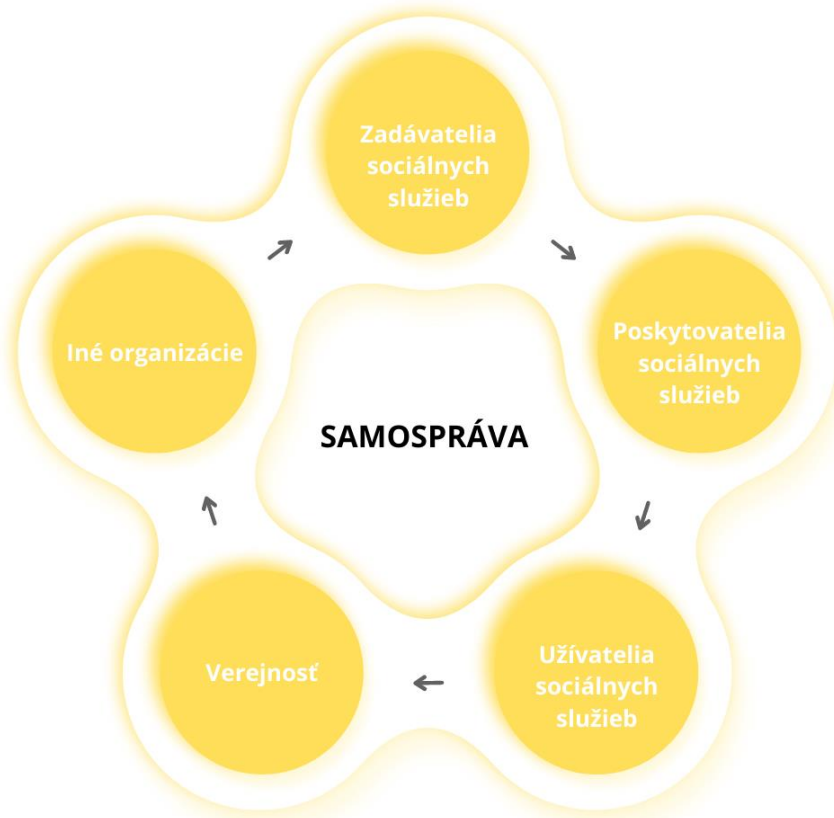 Zadávatelia
sociálnych
služieb
Poskytovatelia
sociálnych
služieb
Užívatelia
sociálnych
služieb
Verejnosť
Iné organizácie
SAMOSPRÁVA